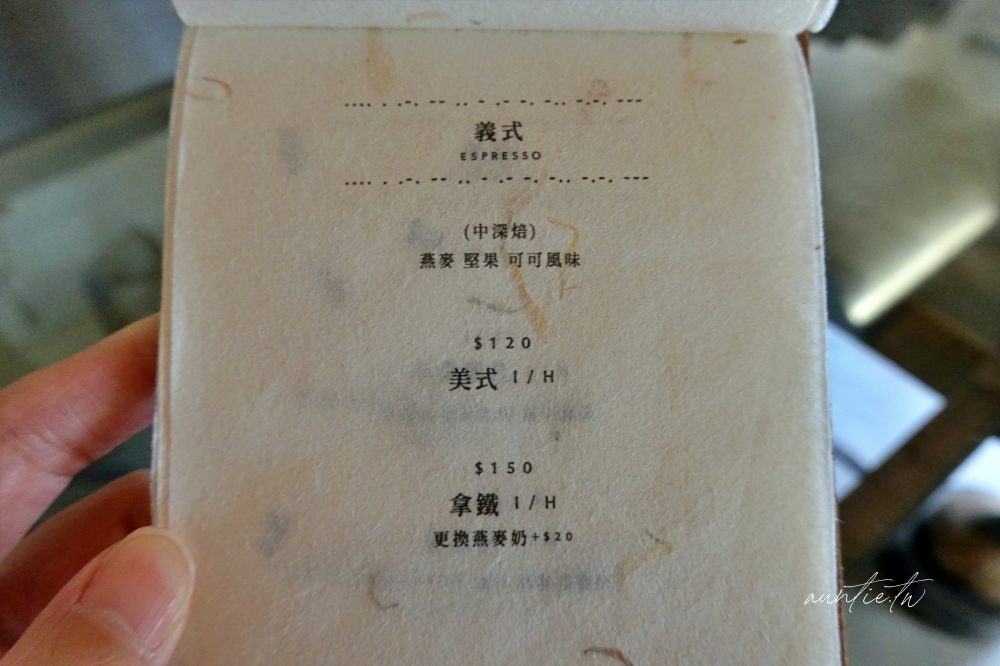 .... . .-. -- .. - .- -. -.. -.-. ---
義式
ESPRESSO
.... . .-. -- .. - .- -. -.. -.-. ---
(中深焙)
燕麥 堅果 可可風味
$120
美式 I/H
$150
拿鐵 I/H
更換燕麥奶+$20
auntie.tw